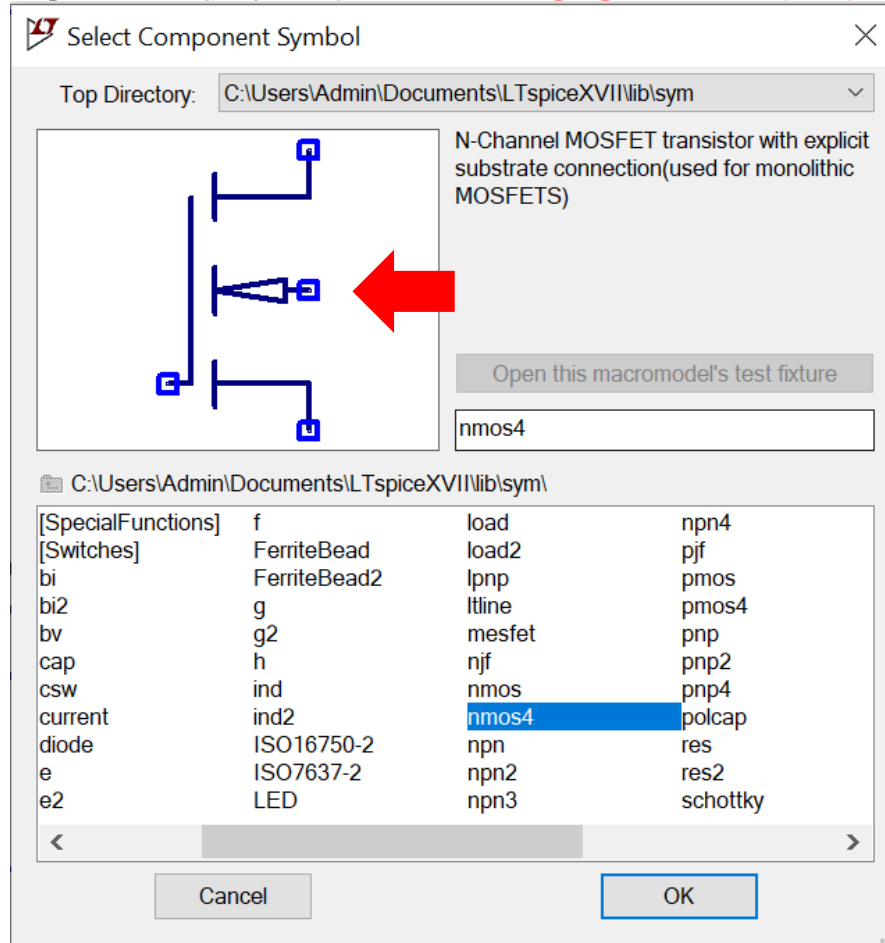 Select Component Symbol
Top Directory: C:\Users\Admin\Documents\LTspiceXVII\lib\sym
N-Channel MOSFET transistor with explicit
substrate connection(used for monolithic
MOSFETS)
Open this macromodel's test fixture
nmos4
C:\Users\Admin\Documents\LTspiceXVII\lib\sym\
[SpecialFunctions] f load npn4
[Switches] FerriteBead load2 pjf
bi FerriteBead2 lpnp pmos
bi2 g ltline pmos4
bv g2 mesfet pnp
cap h njf pnp2
csw ind nmos pnp4
current ind2 nmos4 polcap
diode ISO16750-2 npn res
e ISO7637-2 npn2 res2
e2 LED npn3 schottky
Cancel OK